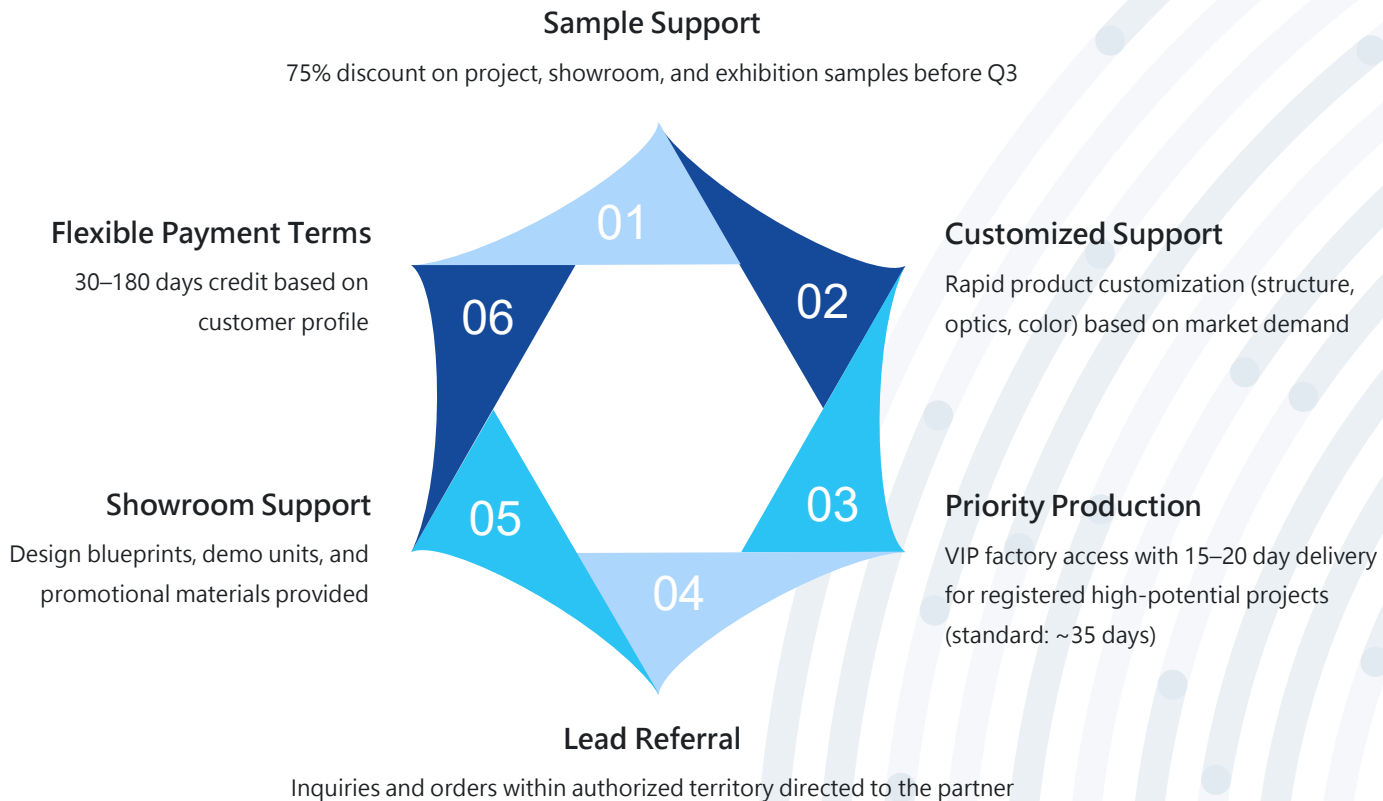 Sample Support
75% discount on project, showroom, and exhibition samples before Q3
01
Customized Support
Rapid product customization (structure,
optics, color) based on market demand
02
Priority Production
VIP factory access with 15–20 day delivery
for registered high-potential projects
(standard: ~35 days)
03
04
Lead Referral
Inquiries and orders within authorized territory directed to the partner
Showroom Support
Design blueprints, demo units, and
promotional materials provided
05
Flexible Payment Terms
30–180 days credit based on
customer profile
06